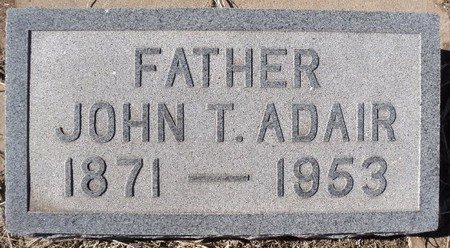 FATHER
JOHN T. ADAIR
1871 — 1953